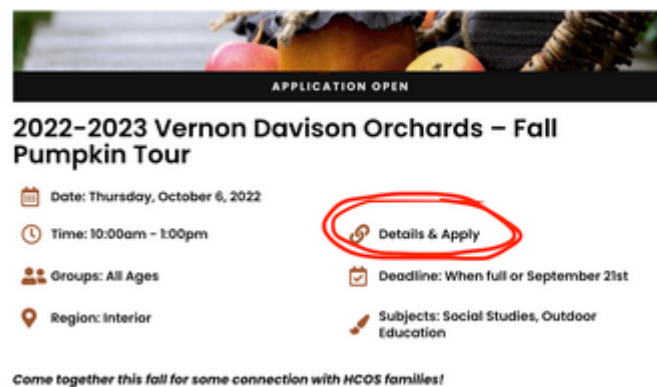 APPLICATION OPEN
2022-2023 Vernon Davison Orchards – Fall
Pumpkin Tour
Date: Thursday, October 6, 2022
Time: 10:00am - 1:00pm
Details & Apply
Groups: All Ages
Deadline: When full or September 21st
Region: Interior
Subjects: Social Studies, Outdoor
Education
Come together this fall for some connection with HCOS families!